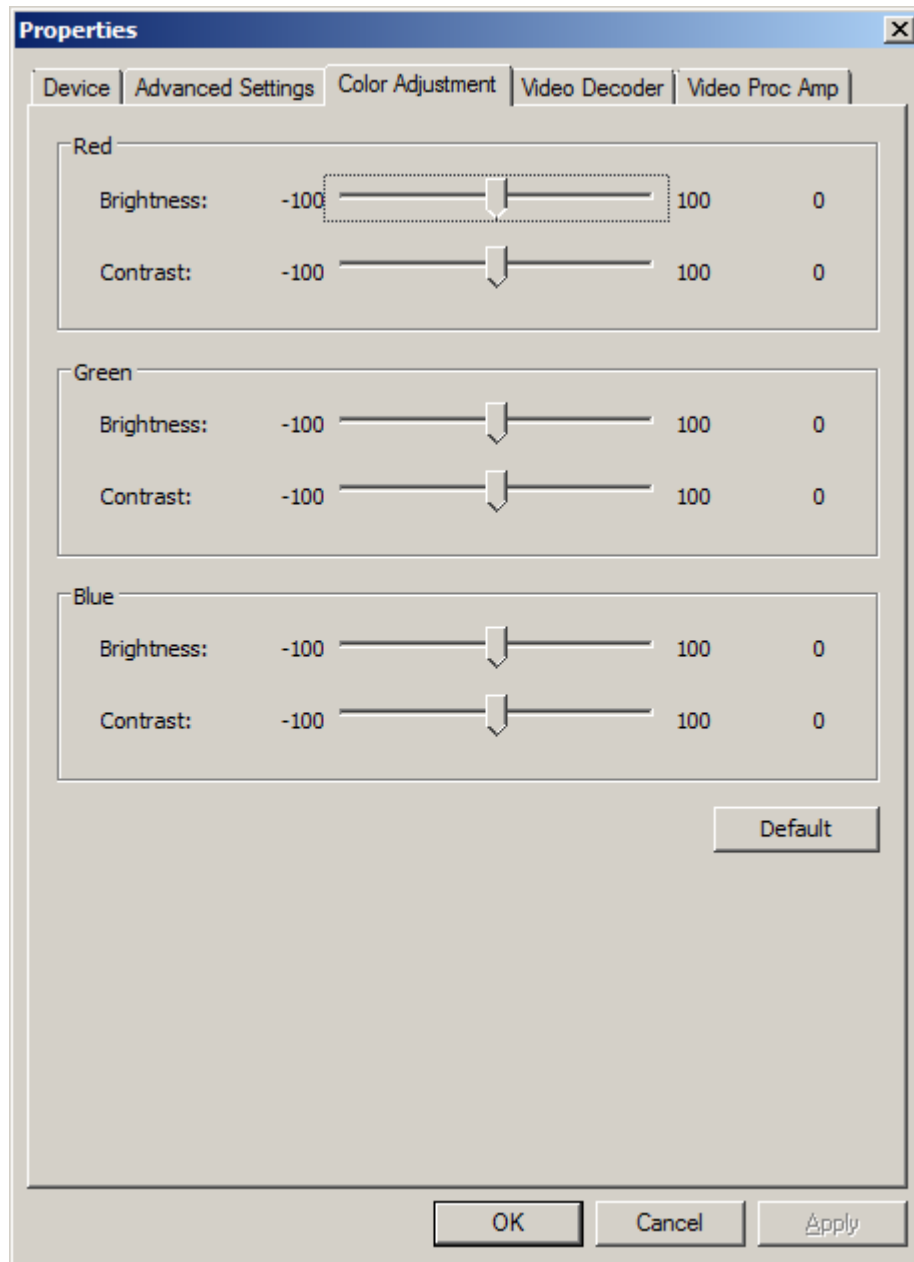 Properties
Device Advanced Settings Color Adjustment Video Decoder Video Proc Amp
Red
Brightness: -100 100 0
Contrast: -100 100 0
Green
Brightness: -100 100 0
Contrast: -100 100 0
Blue
Brightness: -100 100 0
Contrast: -100 100 0
Default
OK Cancel Apply